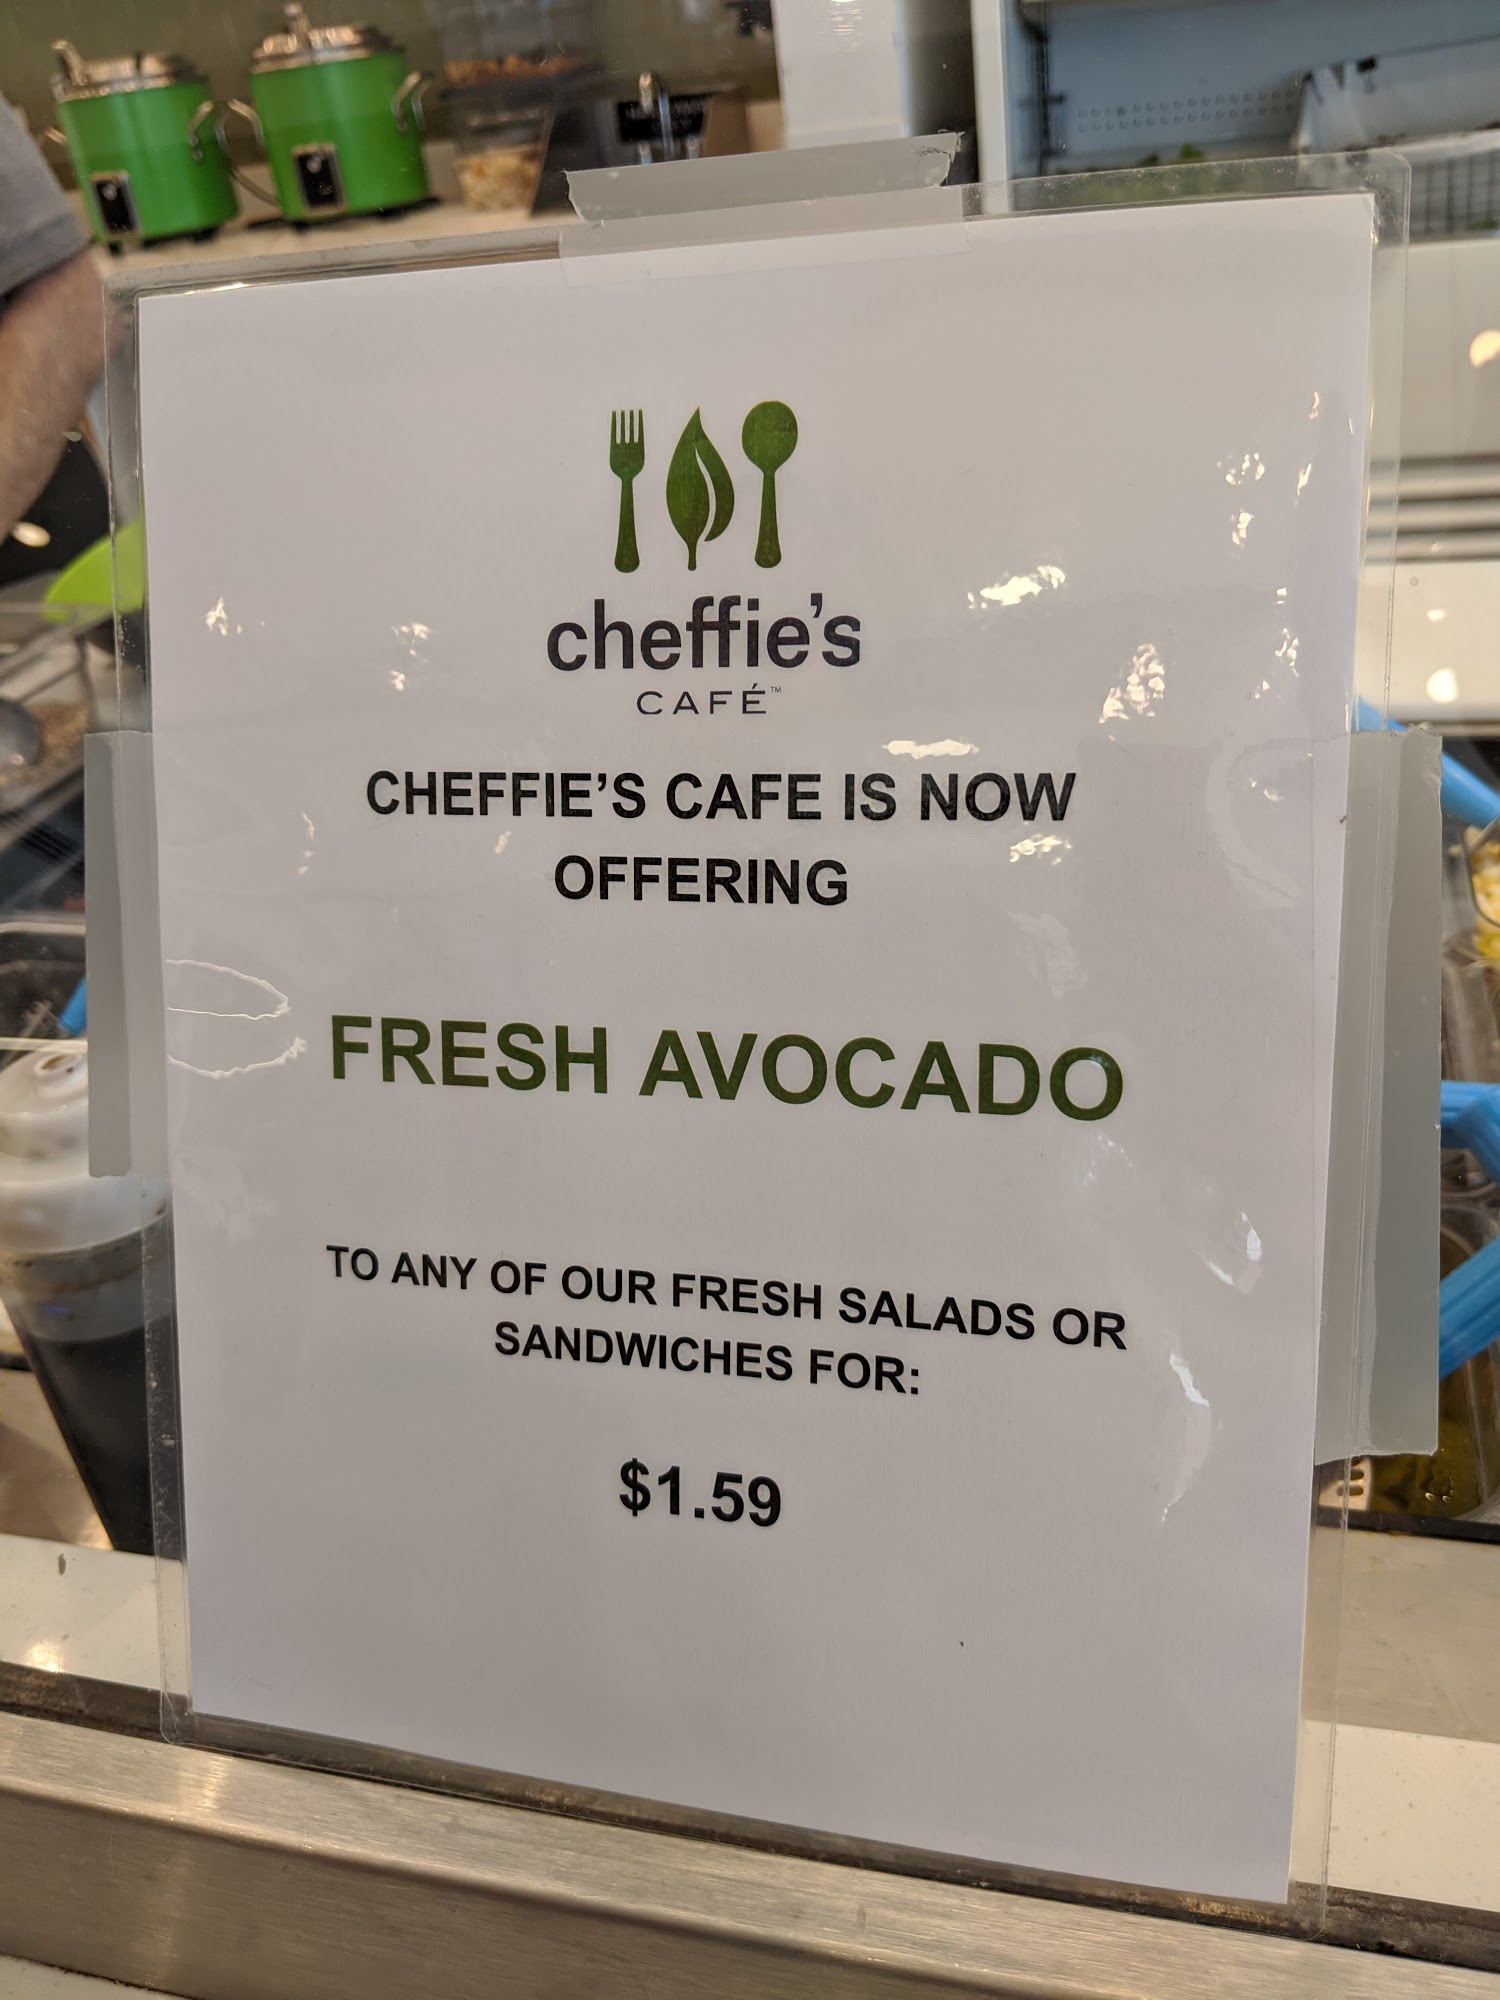 cheffie's
CAFÉ™
CHEFFIE'S CAFE IS NOW
OFFERING
FRESH AVOCADO
TO ANY OF OUR FRESH SALADS OR
SANDWICHES FOR:
$1.59